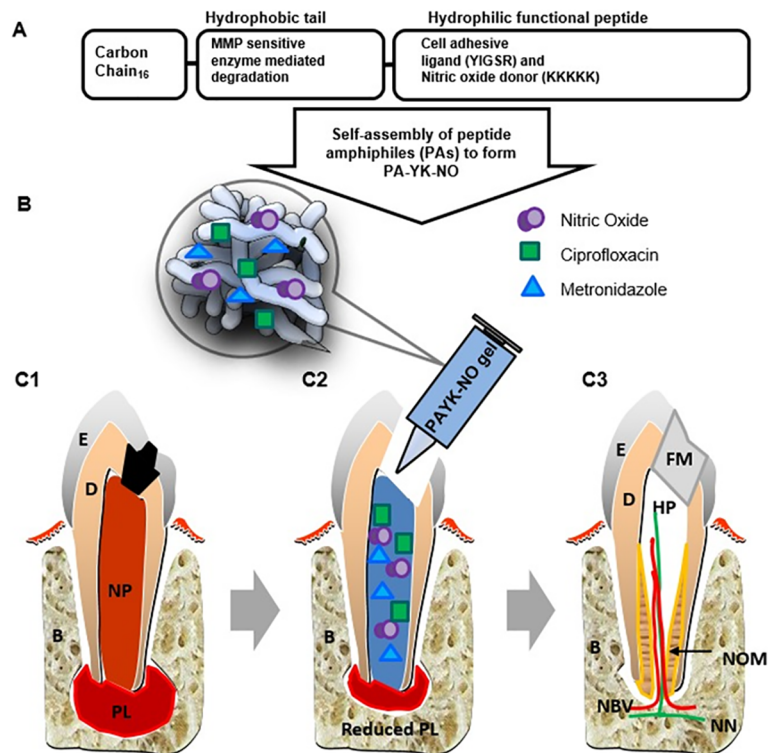 A
Hydrophobic tail
Hydrophilic functional peptide
Carbon
Chain₁₆
MMP sensitive
enzyme mediated
degradation
Cell adhesive
ligand (YIGSR) and
Nitric oxide donor (KKKKK)
Self-assembly of peptide
amphiphiles (PAs) to form
PA-YK-NO
B
Nitric Oxide
Ciprofloxacin
Metronidazole
PAYK-NO gel
C1
E
D
NP
B
PL
C2
B
Reduced PL
C3
E
FM
D
HP
B
NOM
NBV
NN